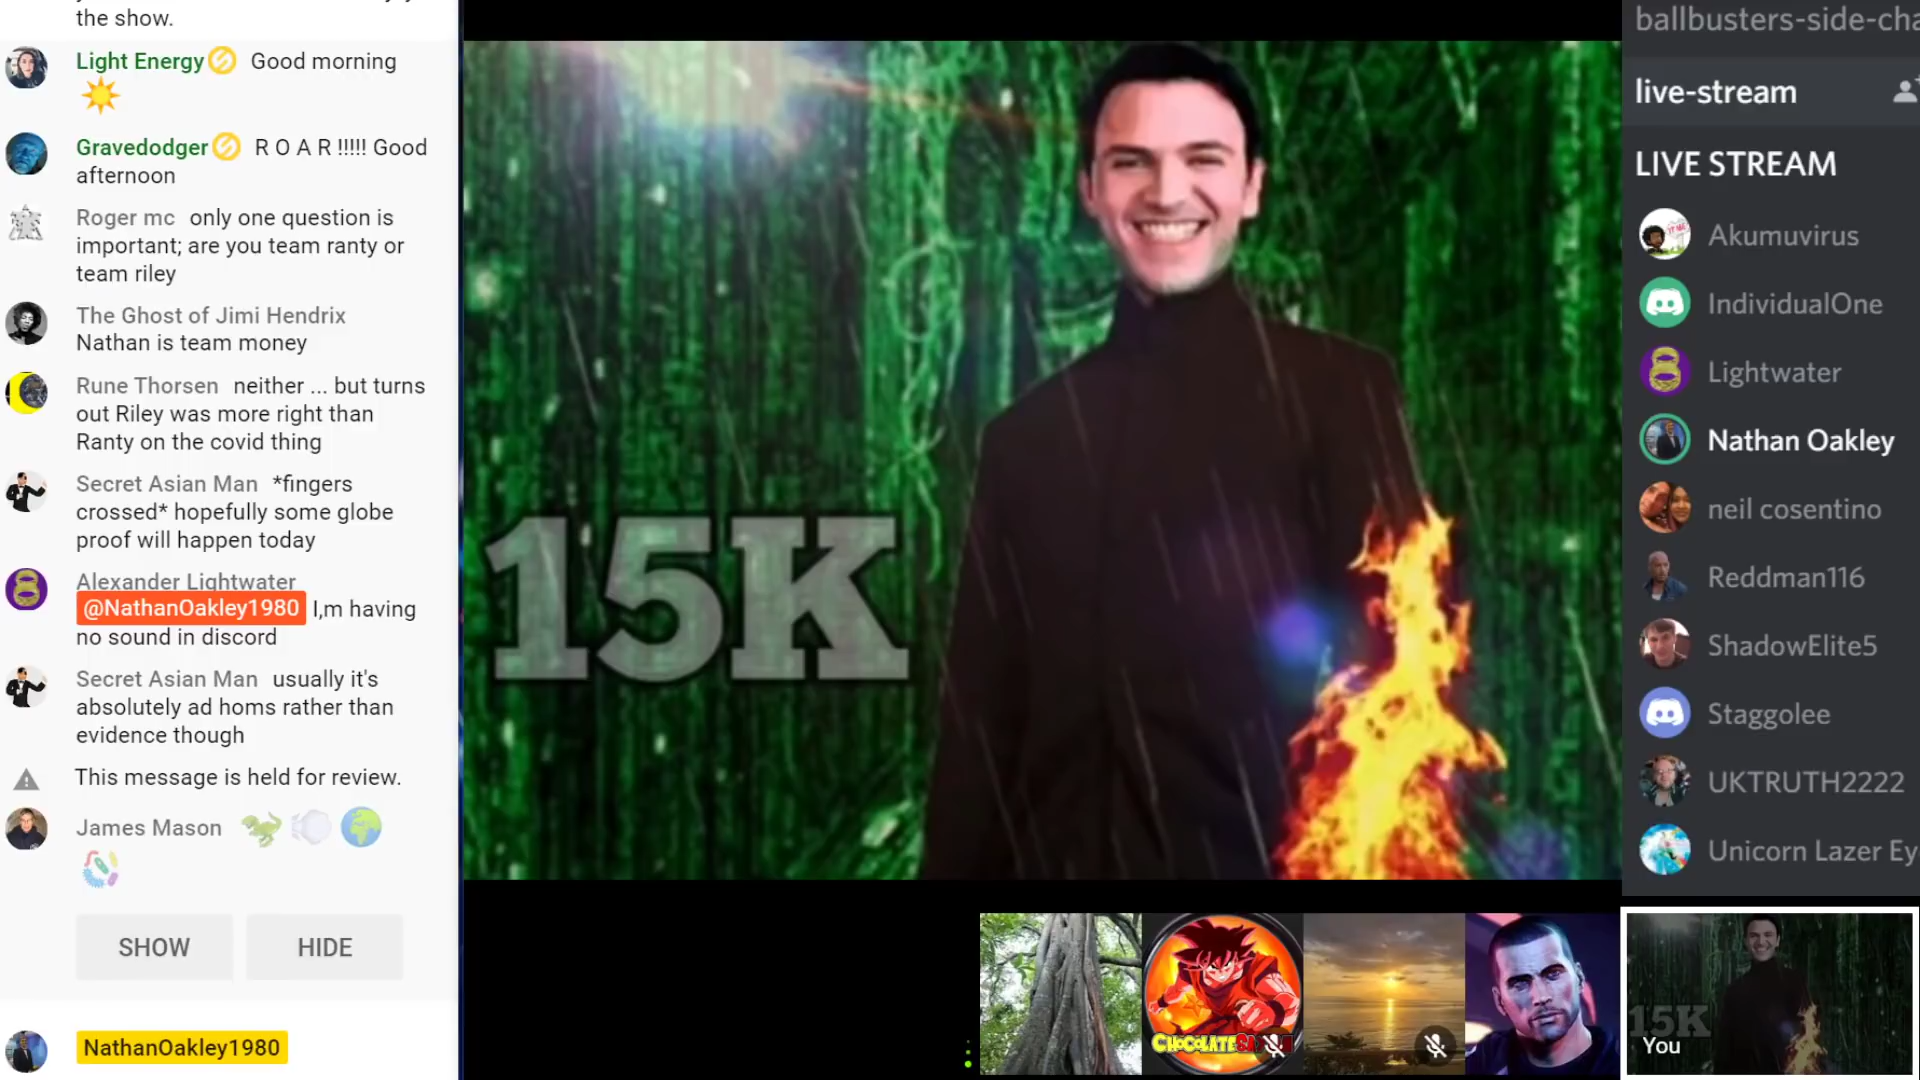 the show.
Light Energy Good morning
Gravedodger R O A R !!!!! Good
afternoon
Roger mc only one question is
important; are you team ranty or
team riley
The Ghost of Jimi Hendrix
Nathan is team money
Rune Thorsen neither ... but turns
out Riley was more right than
Ranty on the covid thing
Secret Asian Man *fingers
crossed* hopefully some globe
proof will happen today
Alexander Lightwater
@NathanOakley1980 I,m having
no sound in discord
Secret Asian Man usually it's
absolutely ad homs rather than
evidence though
This message is held for review.
James Mason
SHOW HIDE
NathanOakley1980
15K
ballbusters-side-cha
live-stream
LIVE STREAM
Akumuvirus
IndividualOne
Lightwater
Nathan Oakley
neil cosentino
Reddman116
ShadowElite5
Staggolee
UKTRUTH2222
Unicorn Lazer Ey
15K
You